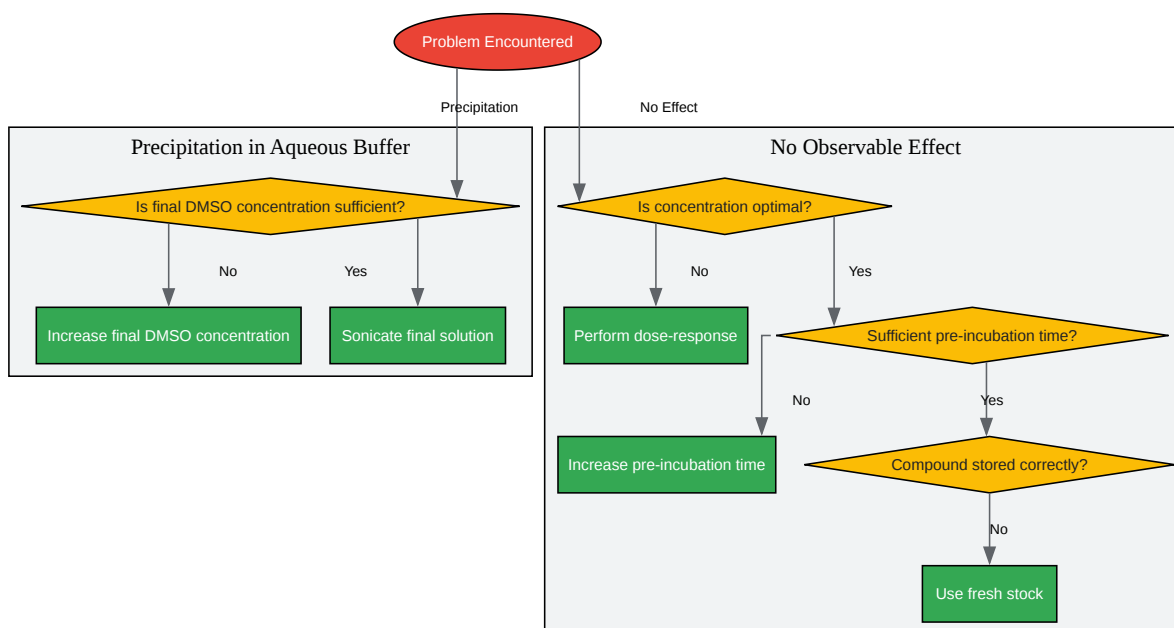 Problem Encountered
Precipitation
No Effect
Precipitation in Aqueous Buffer
No Observable Effect
Is final DMSO concentration sufficient?
Is concentration optimal?
No
Yes
No
Yes
Increase final DMSO concentration
Sonicate final solution
Perform dose-response
Sufficient pre-incubation time?
No
Yes
Increase pre-incubation time
Compound stored correctly?
No
Use fresh stock